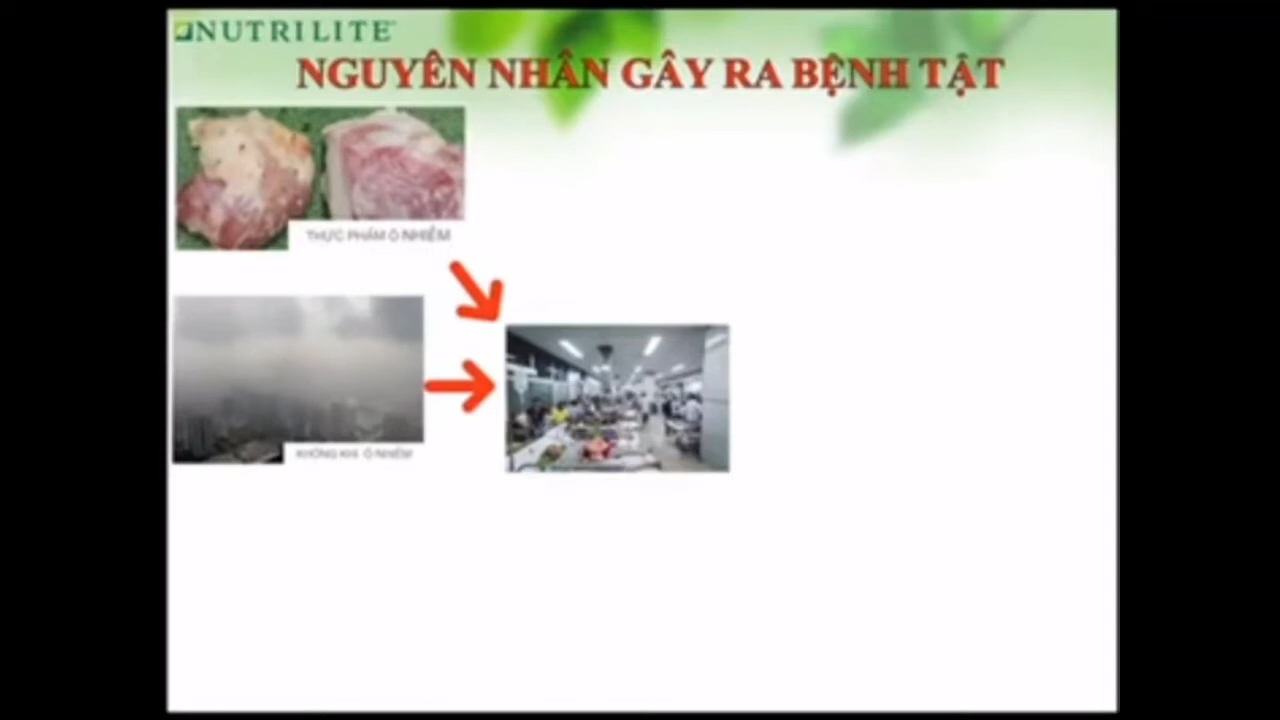 NUTRILITE
NGUYÊN NHÂN GÂY RA BỆNH TẬT
THỰC PHẨM Ô NHIỄM
KHÔNG KHÍ Ô NHIỄM